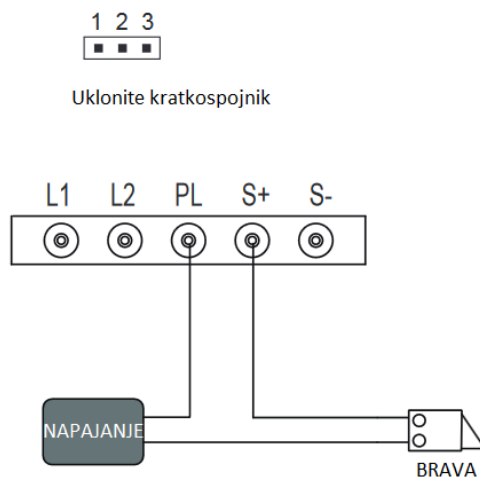 1 2 3
Uklonite kratkospojnik
L1 L2 PL S+ S-
NAPAJANJE
BRAVA